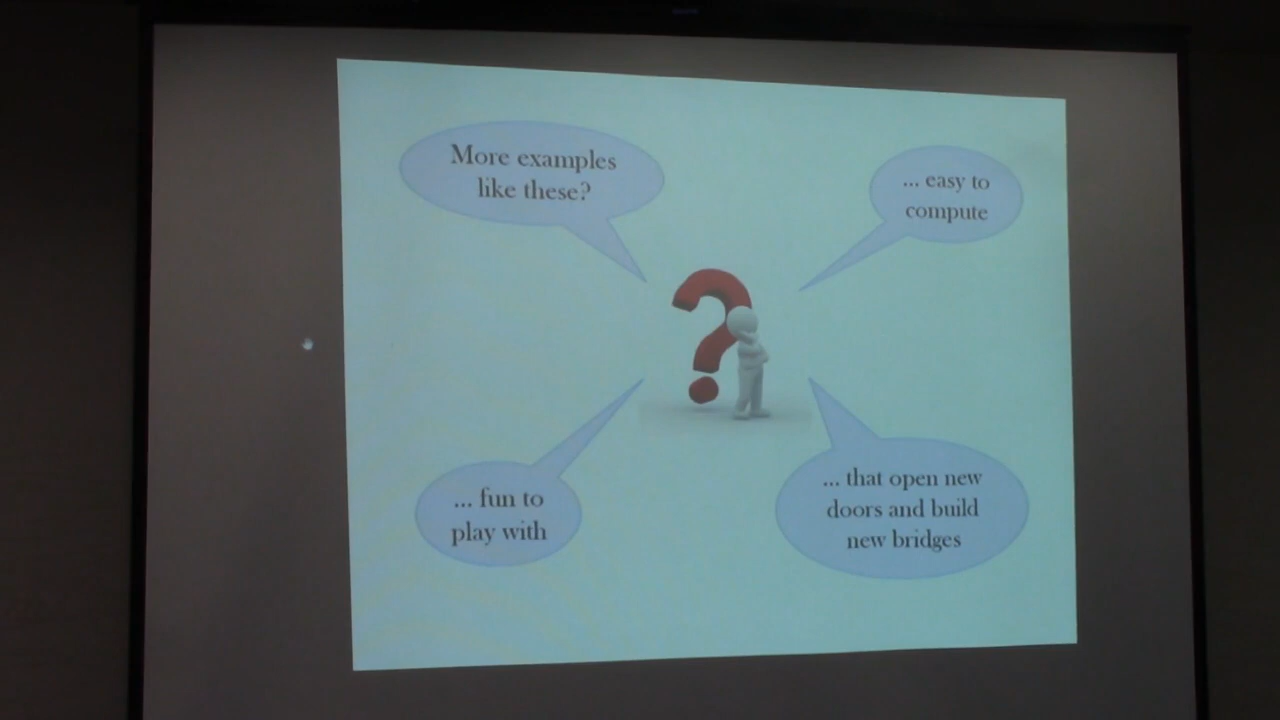 More examples
like these?
... easy to
compute
... fun to
play with
... that open new
doors and build
new bridges